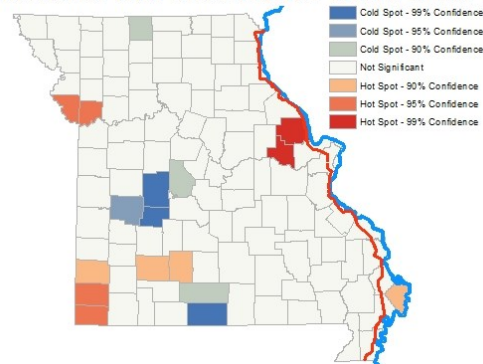 Cold Spot - 99% Confidence
Cold Spot - 95% Confidence
Cold Spot - 90% Confidence
Not Significant
Hot Spot - 90% Confidence
Hot Spot - 95% Confidence
Hot Spot - 99% Confidence